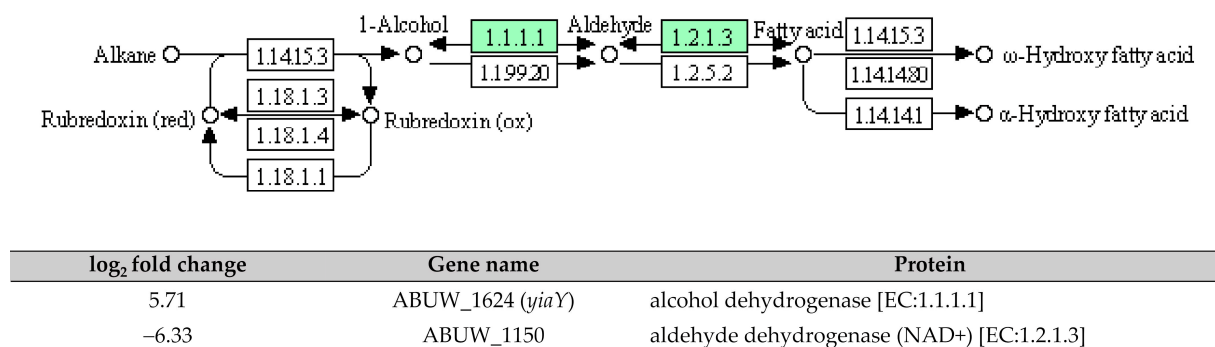 1-Alcohol
Aldehyde
Fatty acid
1.14.15.3
1.1.1.1
1.2.1.3
Alkane
1.14.15.3
ω-Hydroxy fatty acid
1.1.99.20
1.2.5.2
1.14.14.80
1.18.1.3
Rubredoxin (red)
Rubredoxin (ox)
1.14.14.1
α-Hydroxy fatty acid
1.18.1.4
1.18.1.1
log2 fold change Gene name Protein
5.71 ABUW_1624 (yiaY) alcohol dehydrogenase [EC:1.1.1.1]
−6.33 ABUW_1150 aldehyde dehydrogenase (NAD+) [EC:1.2.1.3]